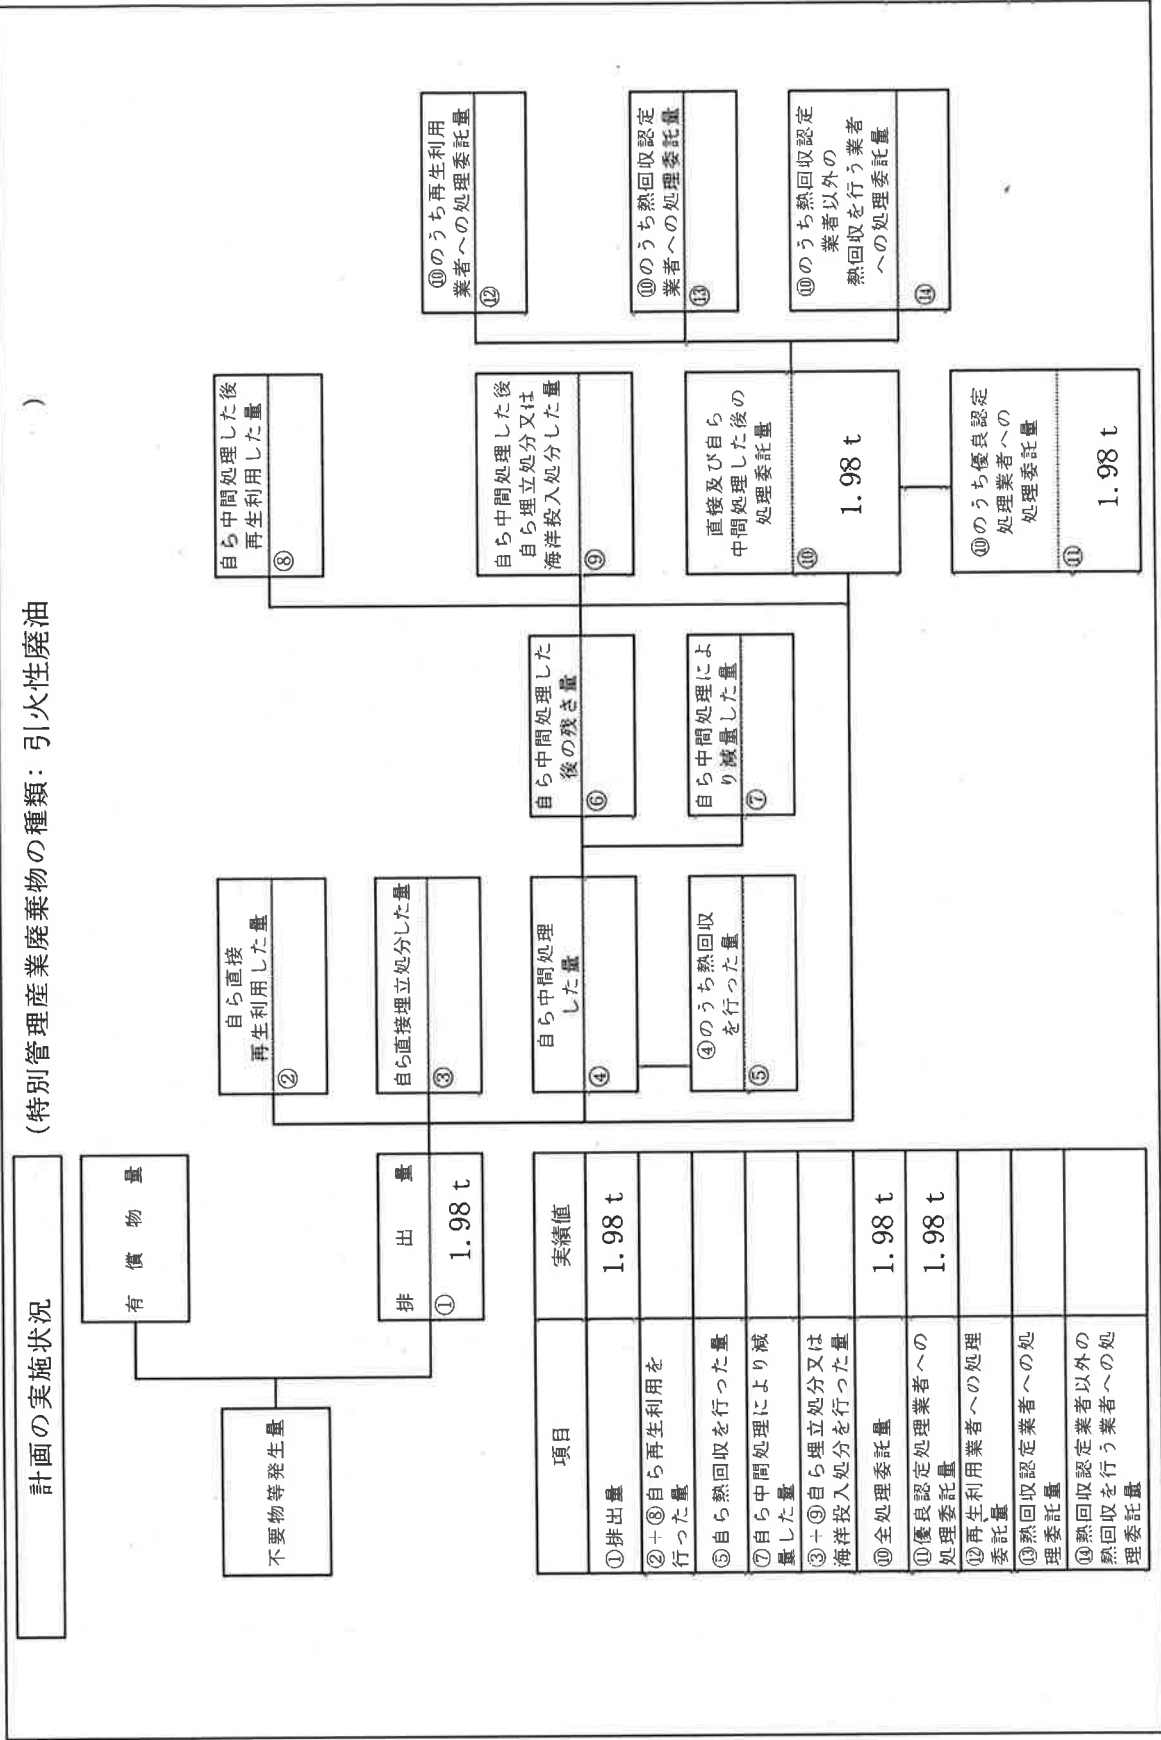 計画の実施状況
(特別管理産業廃棄物の種類: 引火性廃油 )
不要物等発生量
有償物量
排出量
① 1.98 t
自ら直接
再生利用した量
②
自ら直接埋立処分した量
③
自ら中間処理
した量
④
④のうち熱回収
を行った量
⑤
自ら中間処理した
後の残さ量
⑥
自ら中間処理によ
り減量した量
⑦
自ら中間処理した後
再生利用した量
⑧
自ら中間処理した後
自ら埋立処分又は
海洋投入処分した量
⑨
直接及び自ら
中間処理した後の
処理委託量
⑩
1.98 t
⑩のうち優良認定
処理業者への
処理委託量
⑪
1.98 t
⑩のうち再生利用
業者への処理委託量
⑫
⑩のうち熱回収認定
業者への処理委託量
⑬
⑩のうち熱回収認定
業者以外の
熱回収を行う業者
への処理委託量
⑭
項目 実績値
①排出量 1.98 t
②+⑧自ら再生利用を
行った量
⑤自ら熱回収を行った量
⑦自ら中間処理により減
量した量
③+⑨自ら埋立処分又は
海洋投入処分を行った量
⑩全処理委託量 1.98 t
⑪優良認定処理業者への
処理委託量 1.98 t
⑫再生利用業者への処理
委託量
⑬熱回収認定業者への処
理委託量
⑭熱回収認定業者以外の
熱回収を行う業者への処
理委託量